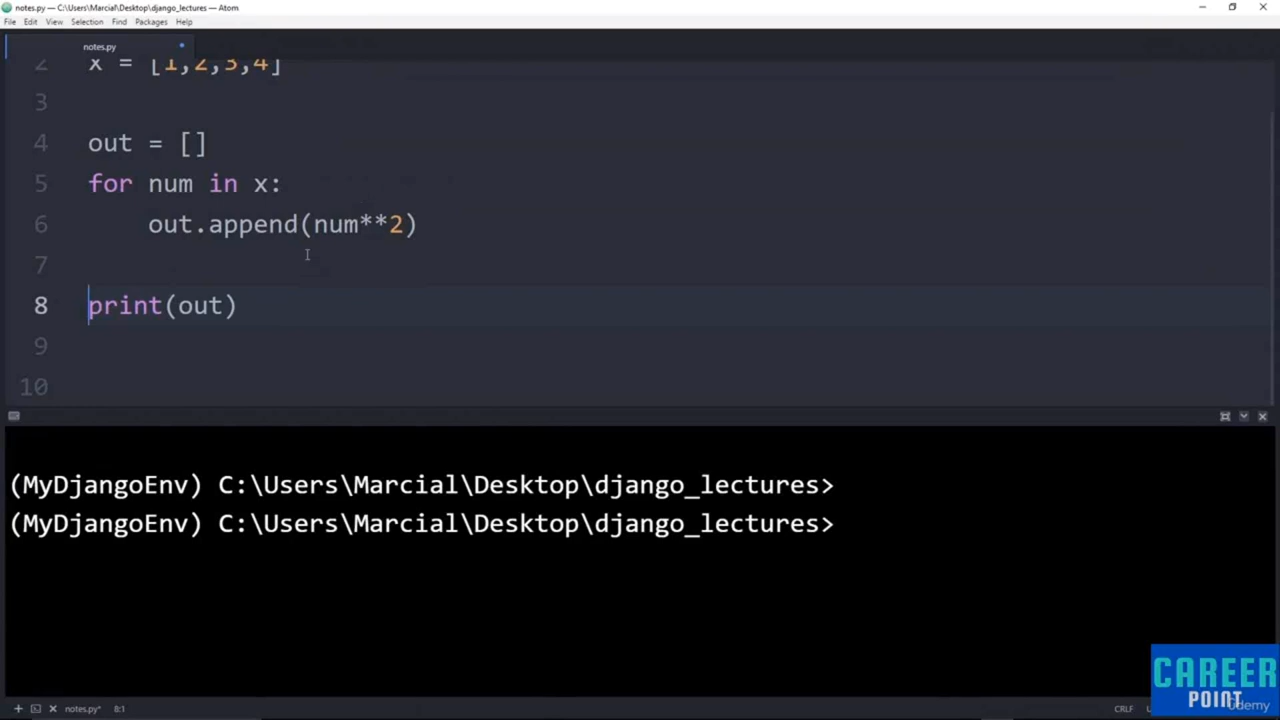 notes.py — C:\Users\Marcial\Desktop\django_lectures — Atom
File Edit View Selection Find Packages Help
notes.py
2 x = [1,2,3,4]
3
4 out = []
5 for num in x:
6 out.append(num**2)
7
8 print(out)
9
10
(MyDjangoEnv) C:\Users\Marcial\Desktop\django_lectures>
(MyDjangoEnv) C:\Users\Marcial\Desktop\django_lectures>
CAREER
POINT
Udemy
notes.py* 8:1 CRLF